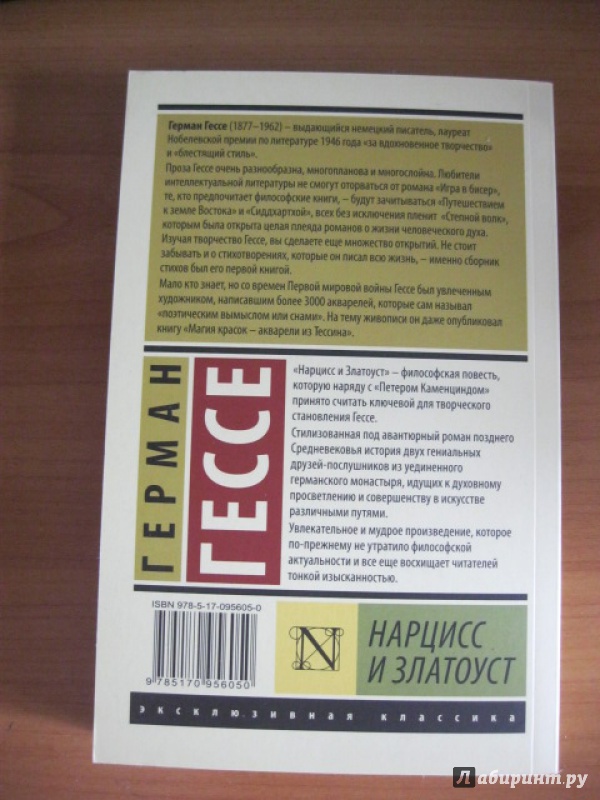 Герман Гессе (1877–1962) – выдающийся немецкий писатель, лауреат
Нобелевской премии по литературе 1946 года «за вдохновенное творчество»
и «блестящий стиль».
Проза Гессе очень разнообразна, многопланова и многослойна. Любители
интеллектуальной литературы не смогут оторваться от романа «Игра в бисер»,
те, кто предпочитает философские книги, – будут зачитываться «Путешествием
к земле Востока» и «Сиддхартхой», всех без исключения пленит «Степной волк»,
которым была открыта целая плеяда романов о жизни человеческого духа.
Изучая творчество Гессе, вы сделаете еще множество открытий. Не стоит
забывать и о стихотворениях, которые он писал всю жизнь, – именно сборник
стихов был его первой книгой.
Мало кто знает, но со времен Первой мировой войны Гессе был увлеченным
художником, написавшим более 3000 акварелей, которые сам называл
«поэтическим вымыслом или снами». На тему живописи он даже опубликовал
книгу «Магия красок – акварели из Тессина».
ГЕРМАН
ГЕССЕ
«Нарцисс и Златоуст» – философская повесть,
которую наряду с «Петером Каменциндом»
принято считать ключевой для творческого
становления Гессе.
Стилизованная под авантюрный роман позднего
Средневековья история двух гениальных
друзей-послушников из уединенного
германского монастыря, идущих к духовному
просветлению и совершенству в искусстве
различными путями.
Увлекательное и мудрое произведение, которое
по-прежнему не утратило философской
актуальности и все еще восхищает читателей
тонкой изысканностью.
ISBN 978-5-17-095605-0
9 785170 956050
N
НАРЦИСС
И ЗЛАТОУСТ
эксклюзивная классика
Лабиринт.ру